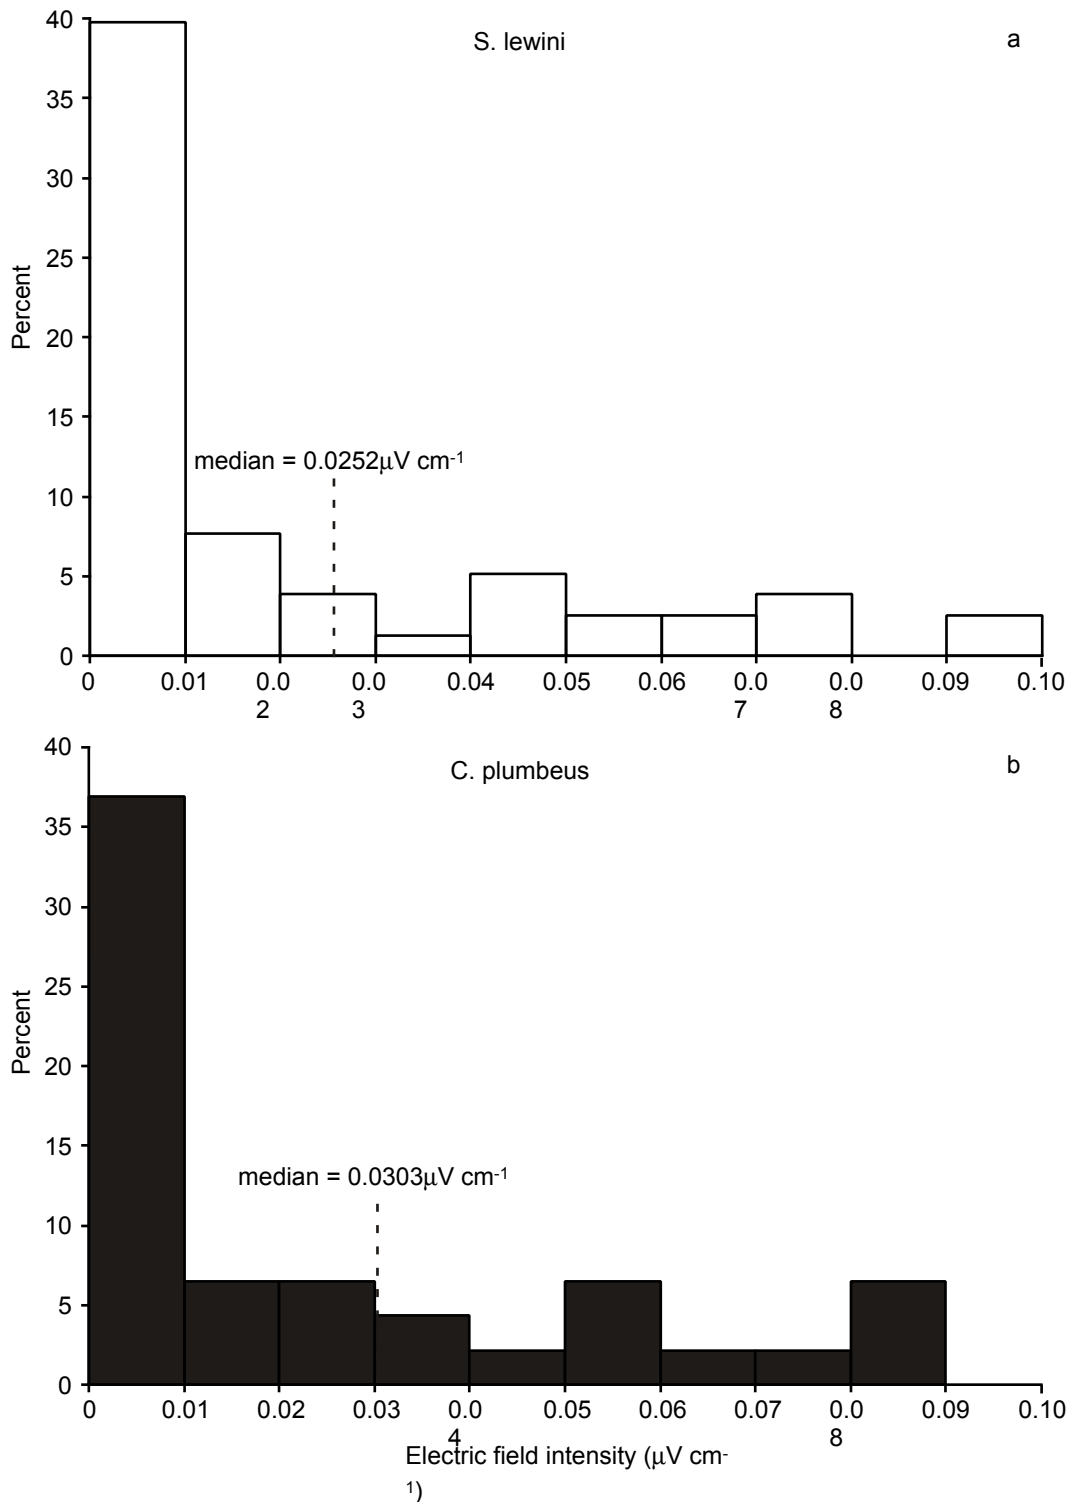 40
S. lewini
a
35
30
25
Percent
20
15
median = 0.0252μV cm-1
10
5
0
0 0.01 0.0 0.0 0.04 0.05 0.06 0.0 0.0 0.09 0.10
2 3 7 8
40
C. plumbeus
b
35
30
25
Percent
20
15
median = 0.0303μV cm-1
10
5
0
0 0.01 0.02 0.03 0.0 0.05 0.06 0.07 0.0 0.09 0.10
4 8
Electric field intensity (μV cm-
1)